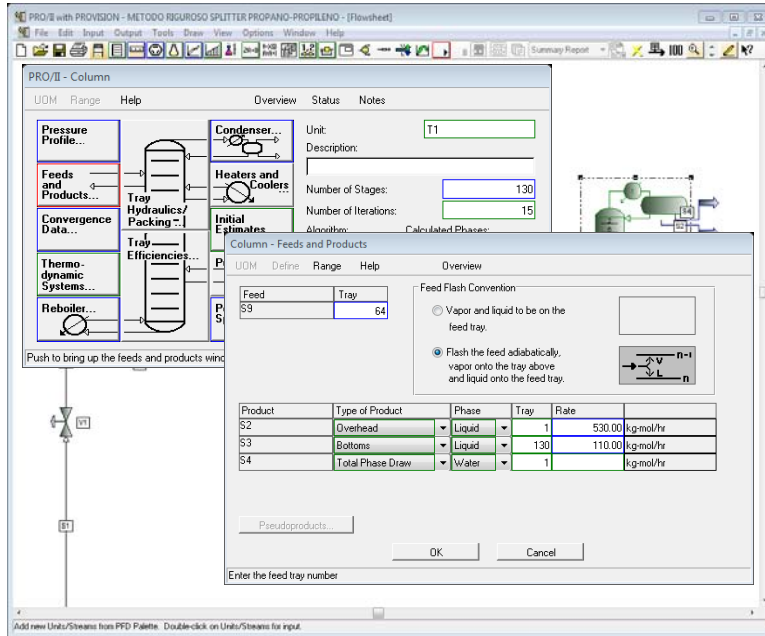 PRO/II with PROVISION - METODO RIGUROSO SPLITTER PROPANO-PROPILENO - [Flowsheet]
File Edit Input Output Tools Draw View Options Window Help
Summary Report
PRO/II - Column
UOM Range Help Overview Status Notes
Pressure Profile...
Feeds and Products...
Convergence Data...
Thermo-dynamic Systems...
Reboiler...
Tray Hydraulics/ Packing ...
Tray Efficiencies...
Condenser...
Heaters and Coolers ...
Initial Estimates
Unit: T1
Description:
Number of Stages: 130
Number of Iterations: 15
Algorithm: Calculated Phases:
Push to bring up the feeds and products wind
Column - Feeds and Products
UOM Define Range Help Overview
Feed Tray
S9 64
Feed Flash Convention
Vapor and liquid to be on the
feed tray.
Flash the feed adiabatically,
vapor onto the tray above
and liquid onto the feed tray.
V n-1
L n
Product Type of Product Phase Tray Rate
S2 Overhead Liquid 1 530.00 kg-mol/hr
S3 Bottoms Liquid 130 110.00 kg-mol/hr
S4 Total Phase Draw Water 1 kg-mol/hr
Pseudoproducts...
OK Cancel
Enter the feed tray number
S4
S2
V1
S1
Add new Units/Streams from PFD Palette. Double-click on Units/Streams for input.